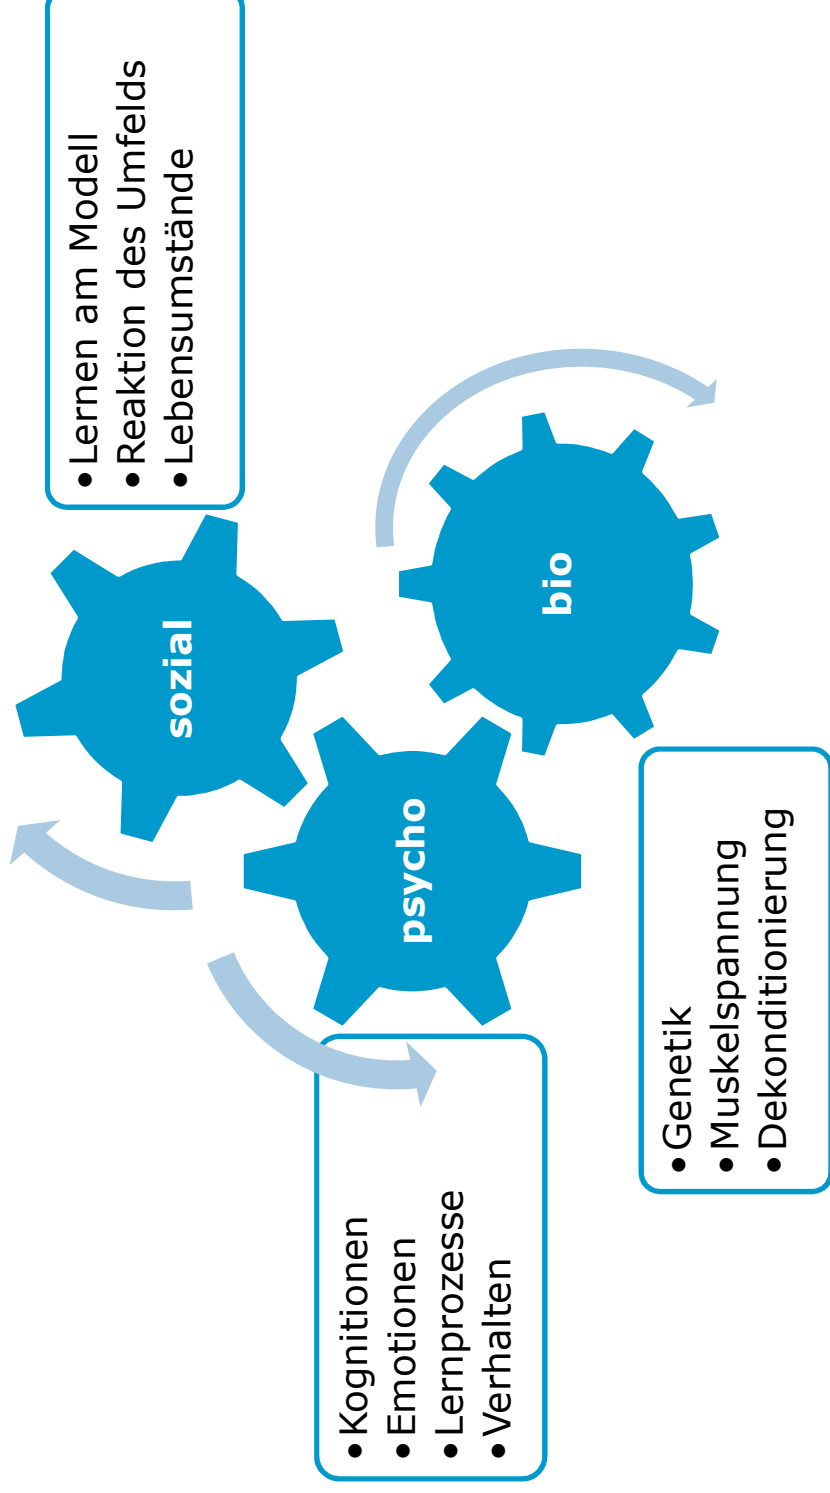 sozial
•Lernen am Modell
•Reaktion des Umfelds
•Lebensumstände
psycho
•Kognitionen
•Emotionen
•Lernprozesse
•Verhalten
bio
•Genetik
•Muskelspannung
•Dekonditionierung